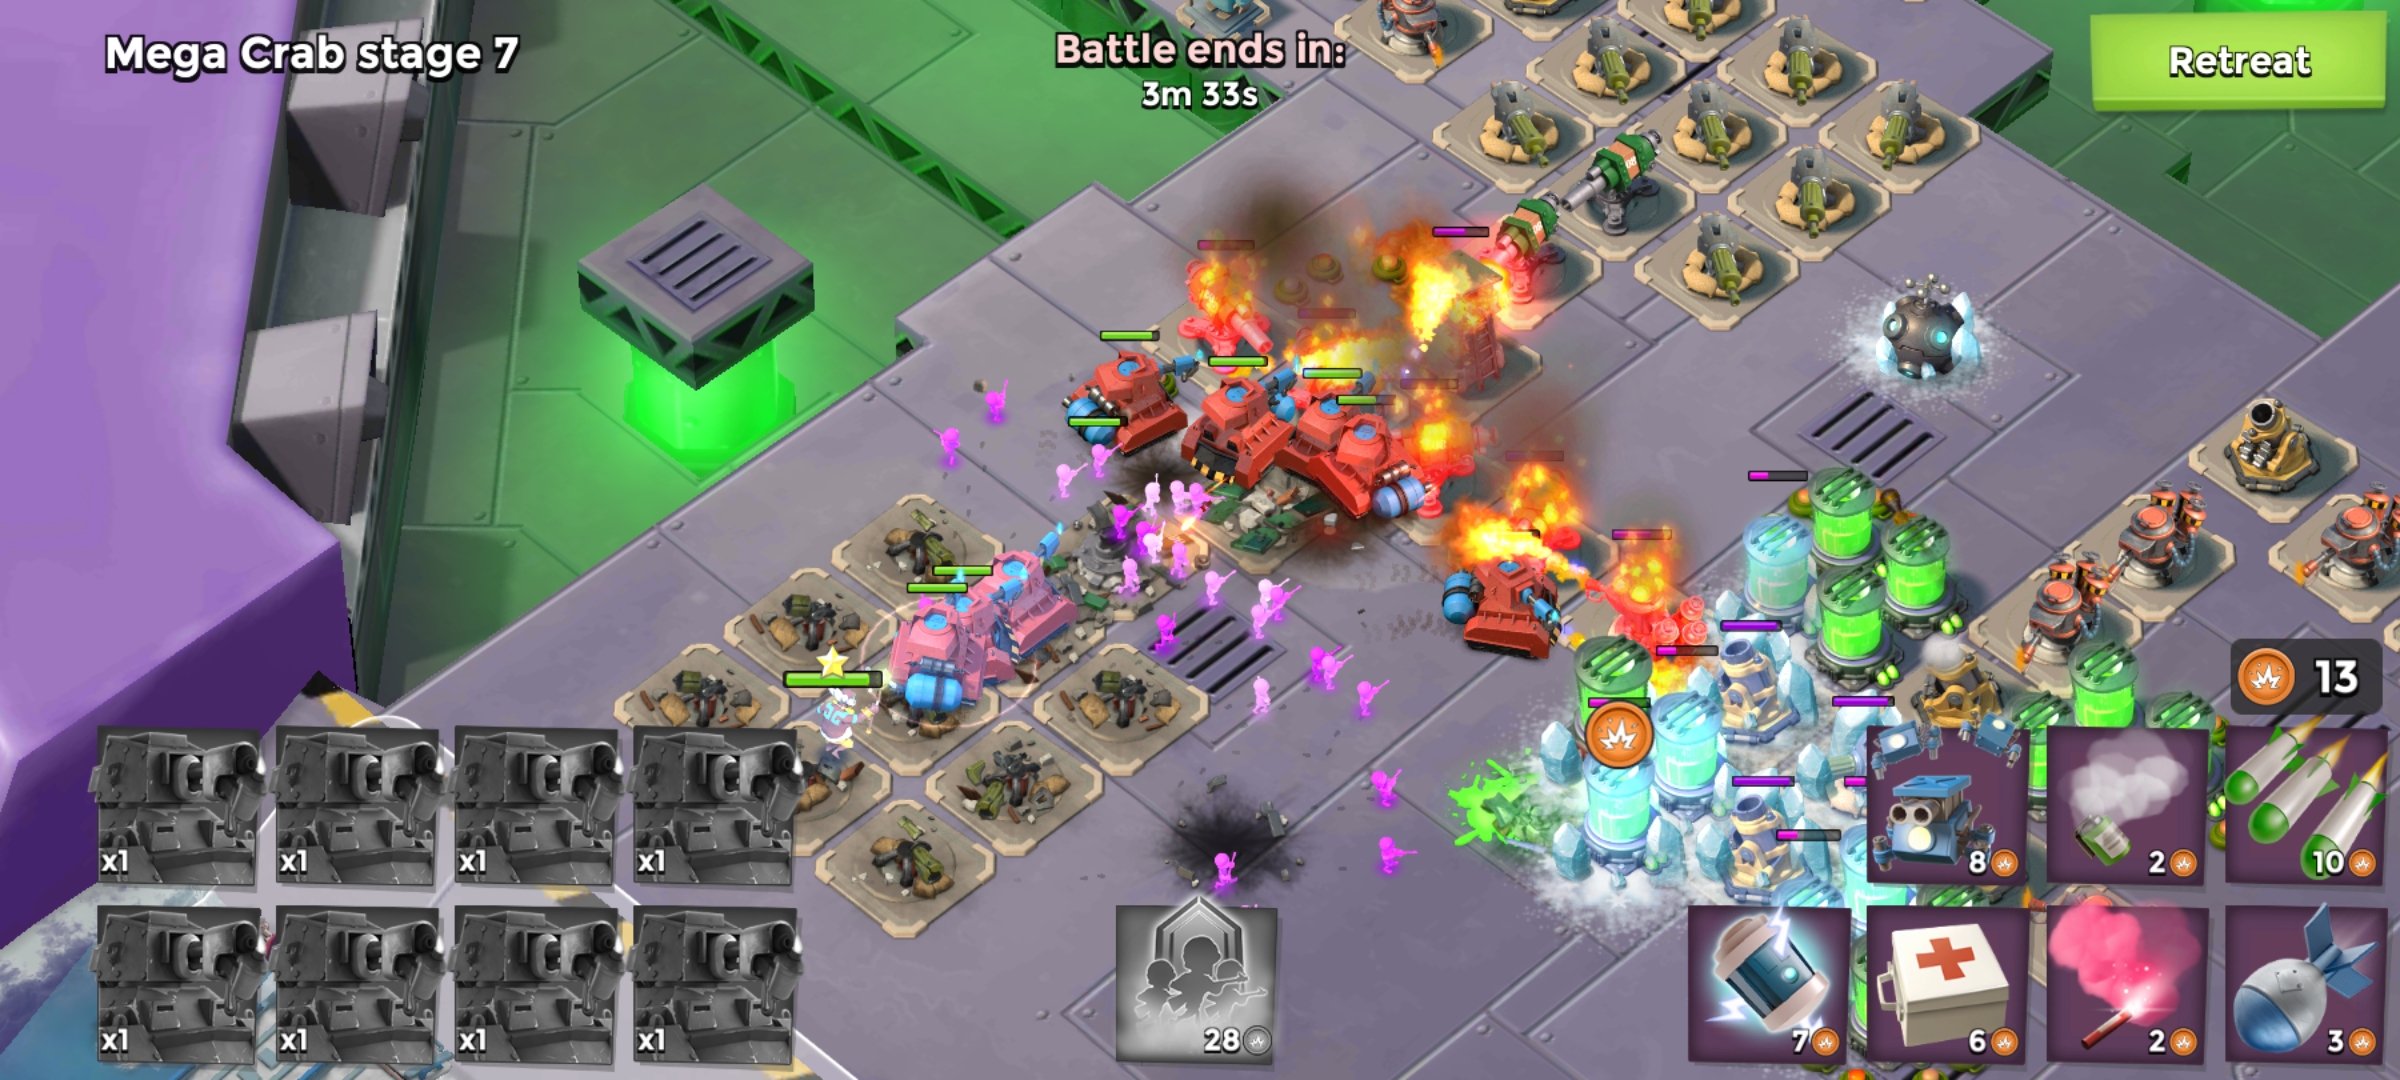 Mega Crab stage 7
Battle ends in:
3m 33s
Retreat
13
8
2
10
x1
x1
x1
x1
x1
x1
x1
x1
28
7
6
2
3